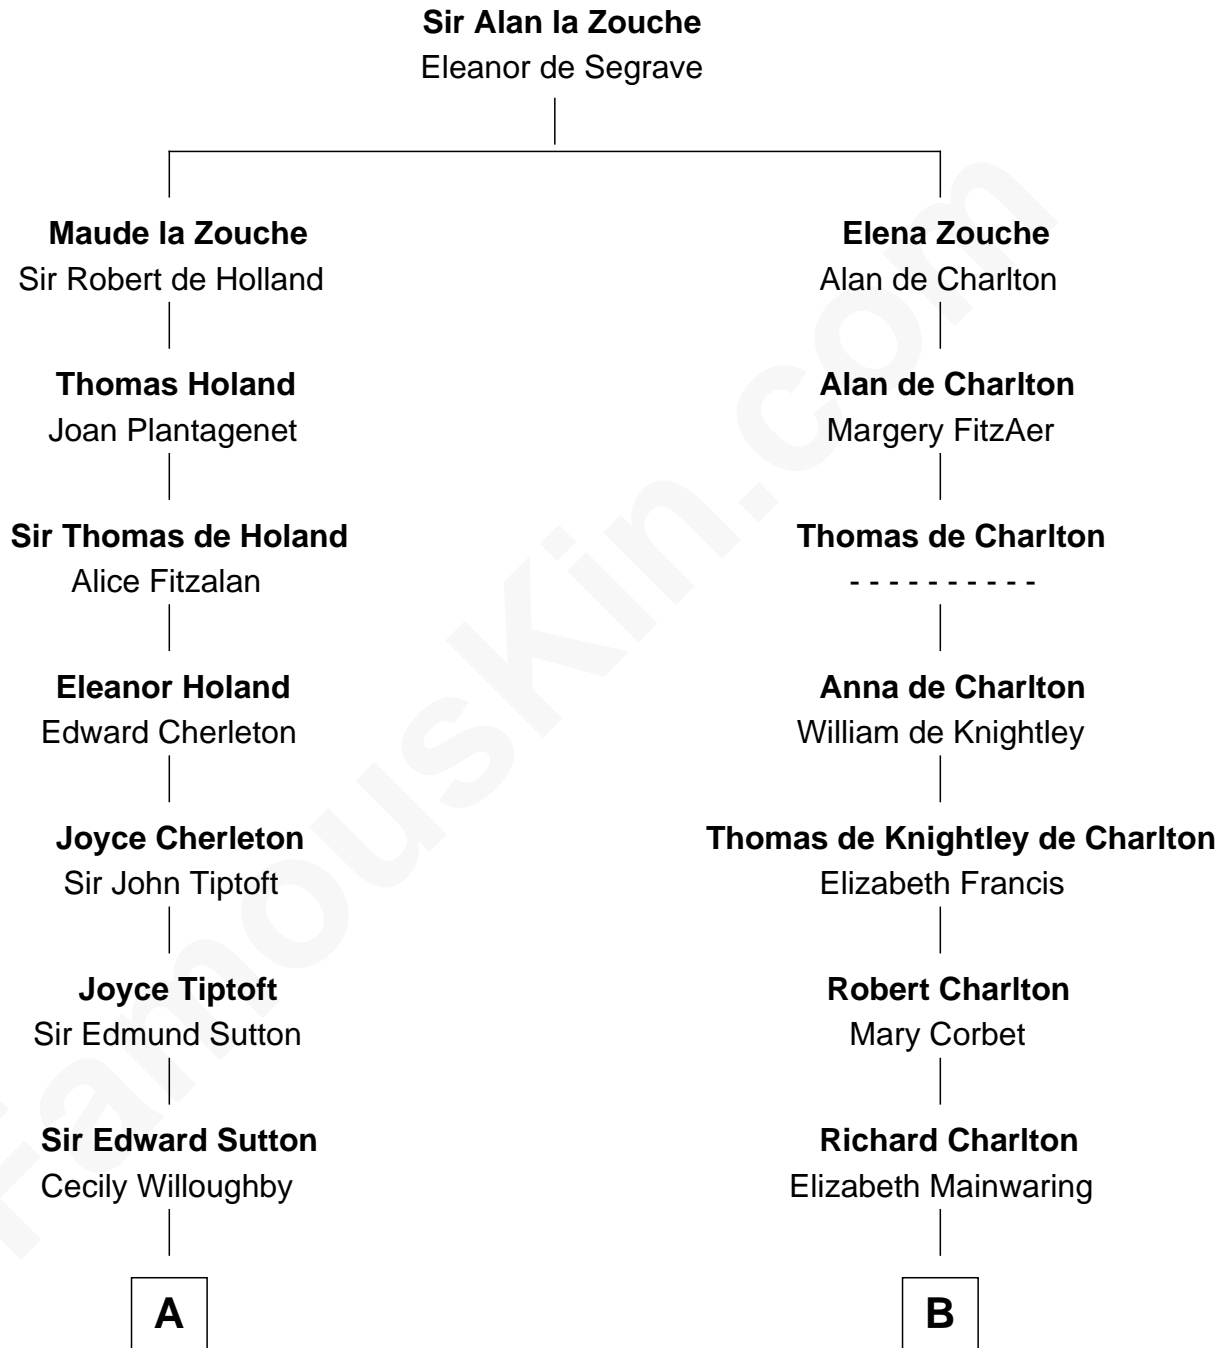 Sir Alan la Zouche
Eleanor de Segrave
Maude la Zouche
Sir Robert de Holland
Elena Zouche
Alan de Charlton
Thomas Holand
Joan Plantagenet
Alan de Charlton
Margery FitzAer
Sir Thomas de Holand
Alice Fitzalan
Thomas de Charlton
- - - - - - - - - -
Eleanor Holand
Edward Cherleton
Anna de Charlton
William de Knightley
Joyce Cherleton
Sir John Tiptoft
Thomas de Knightley de Charlton
Elizabeth Francis
Joyce Tiptoft
Sir Edmund Sutton
Robert Charlton
Mary Corbet
Sir Edward Sutton
Cecily Willoughby
Richard Charlton
Elizabeth Mainwaring
A
B
FamousKin.com